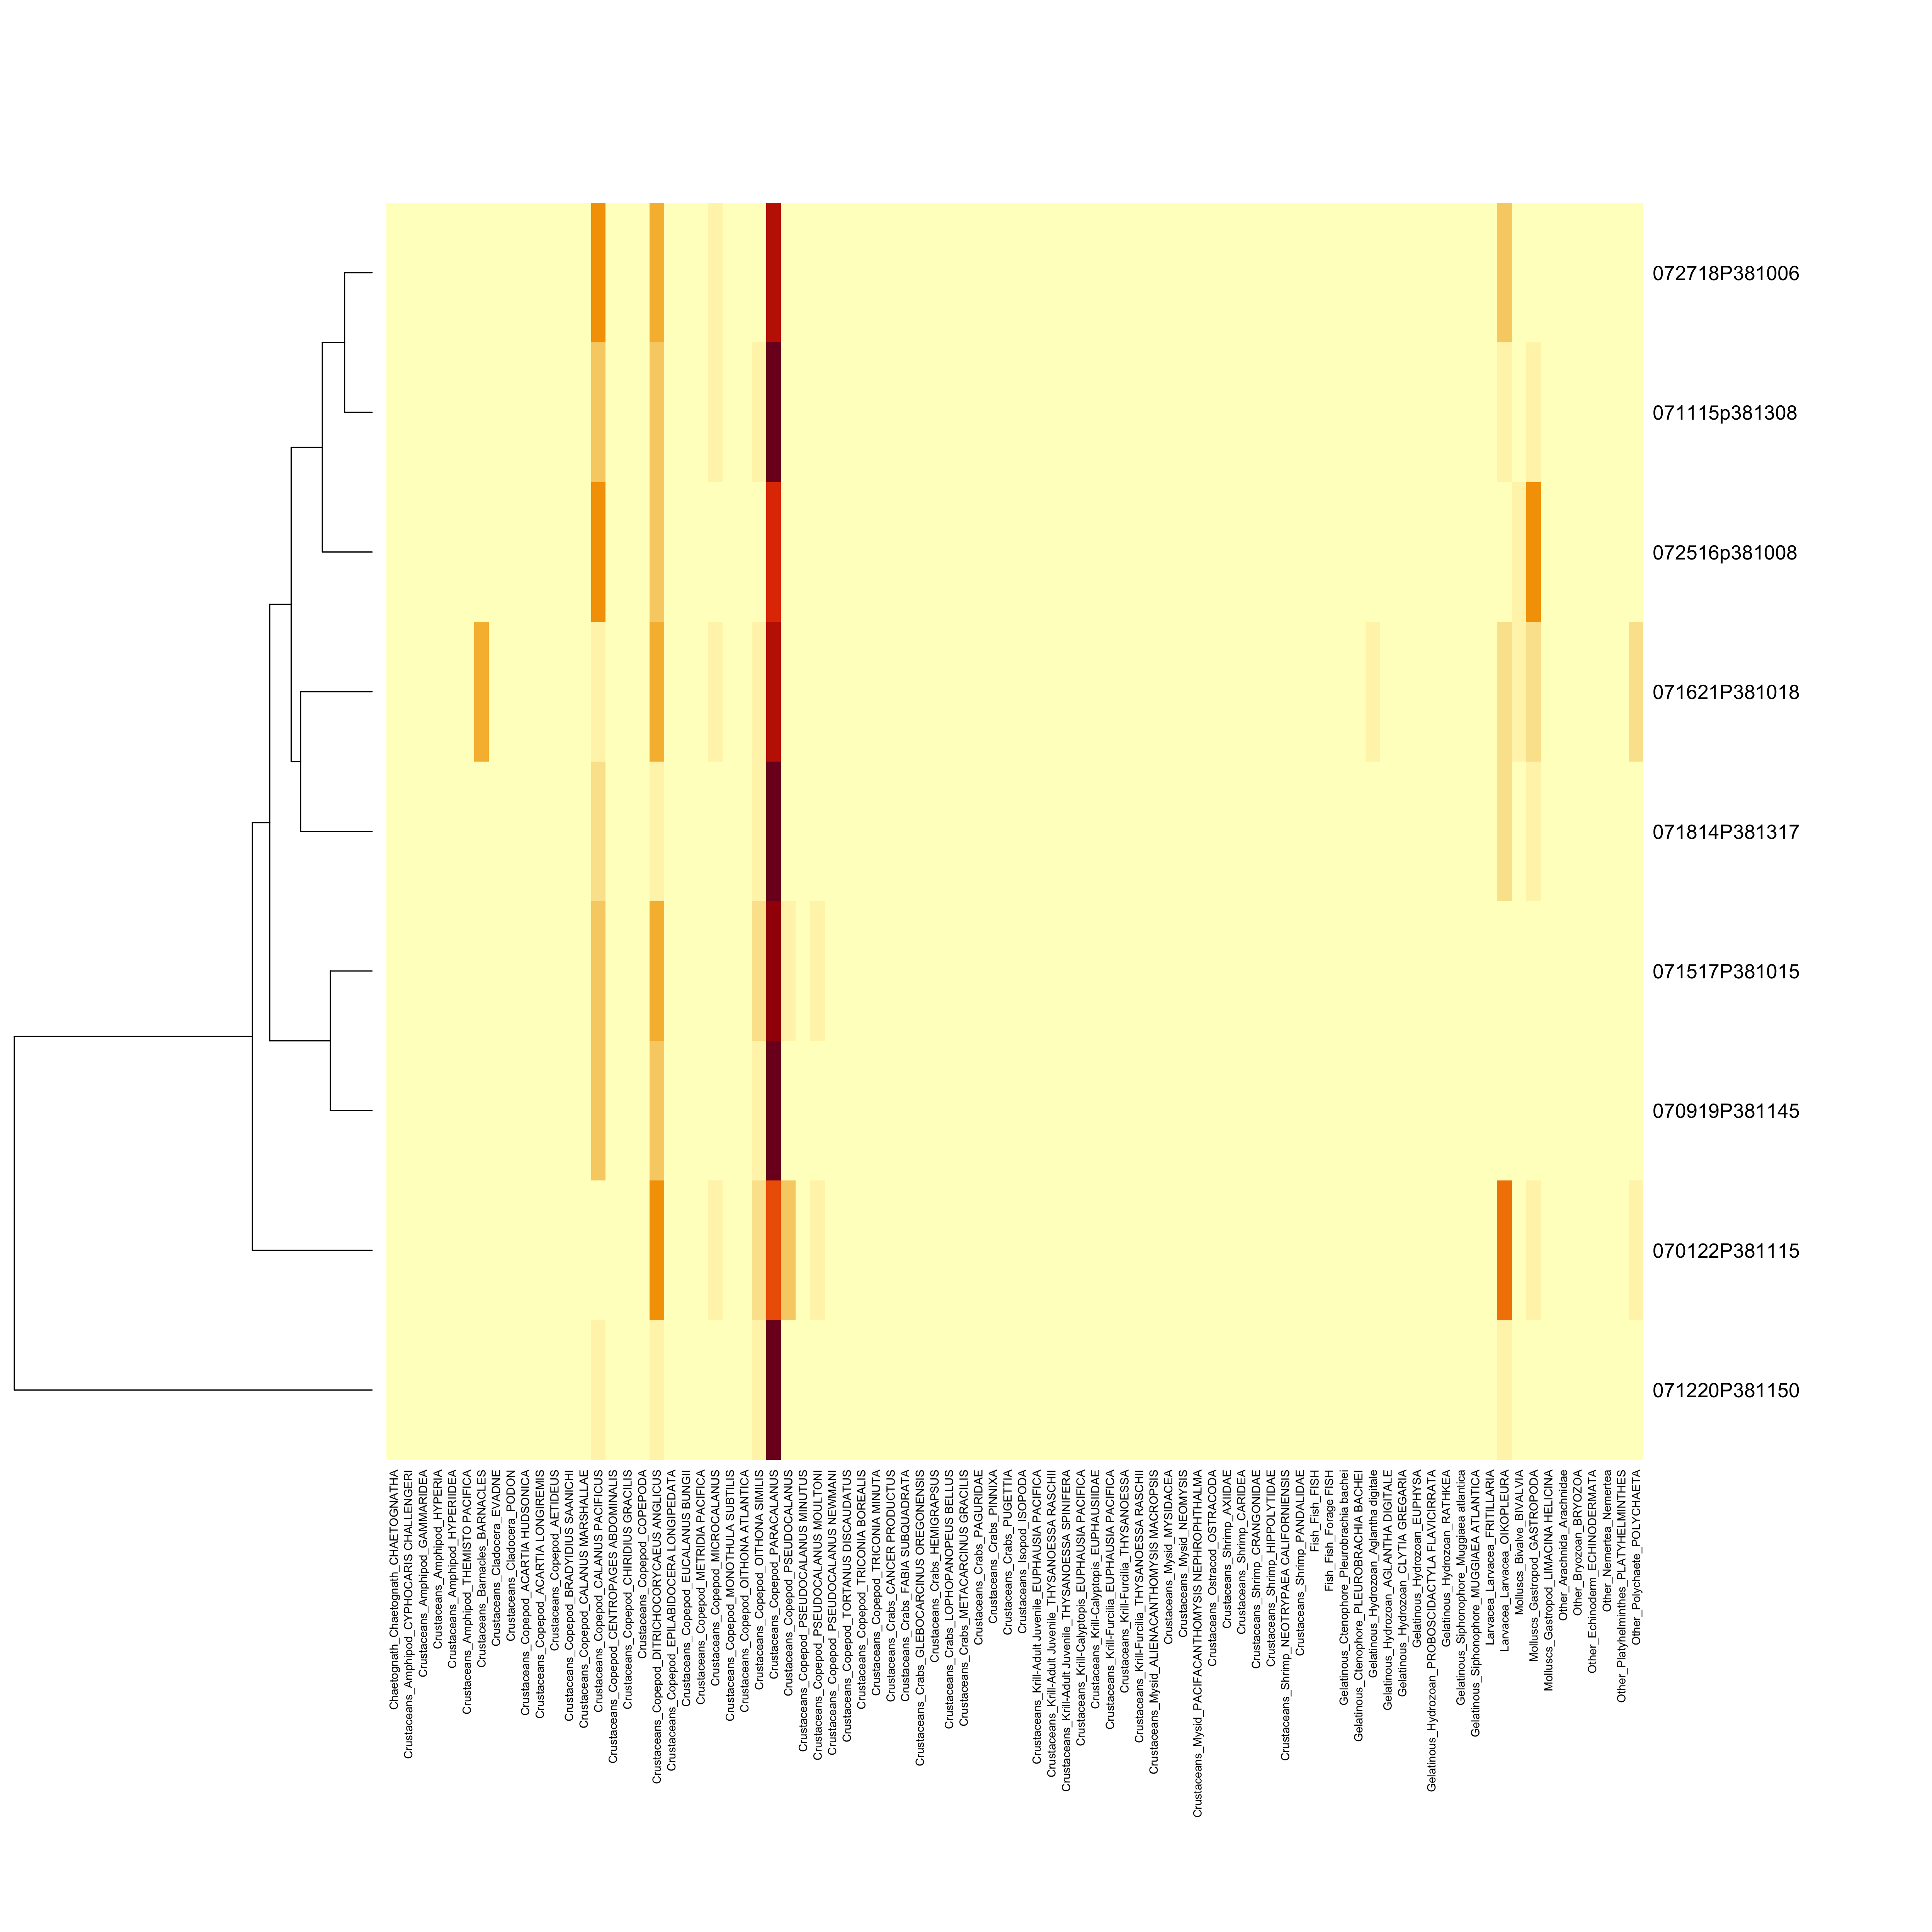 072718P381006
071115p381308
072516p381008
071621P381018
071814P381317
071517P381015
070919P381145
070122P381115
071220P381150
Chaetognath_Chaetognath_CHAETOGNATHA
Crustaceans_Amphipod_CYPHOCARIS CHALLENGERI
Crustaceans_Amphipod_GAMMARIDEA
Crustaceans_Amphipod_HYPERIA
Crustaceans_Amphipod_HYPERIIDEA
Crustaceans_Amphipod_THEMISTO PACIFICA
Crustaceans_Barnacles_BARNACLES
Crustaceans_Cladocera_EVADNE
Crustaceans_Cladocera_PODON
Crustaceans_Copepod_ACARTIA HUDSONICA
Crustaceans_Copepod_ACARTIA LONGIREMIS
Crustaceans_Copepod_AETIDEUS
Crustaceans_Copepod_BRADYIDIUS SAANICHI
Crustaceans_Copepod_CALANUS MARSHALLAE
Crustaceans_Copepod_CALANUS PACIFICUS
Crustaceans_Copepod_CENTROPAGES ABDOMINALIS
Crustaceans_Copepod_CHIRIDIUS GRACILIS
Crustaceans_Copepod_COPEPODA
Crustaceans_Copepod_DITRICHOCORYCAEUS ANGLICUS
Crustaceans_Copepod_EPILABIDOCERA LONGIPEDATA
Crustaceans_Copepod_EUCALANUS BUNGII
Crustaceans_Copepod_METRIDIA PACIFICA
Crustaceans_Copepod_MICROCALANUS
Crustaceans_Copepod_MONOTHULA SUBTILIS
Crustaceans_Copepod_OITHONA ATLANTICA
Crustaceans_Copepod_OITHONA SIMILIS
Crustaceans_Copepod_PARACALANUS
Crustaceans_Copepod_PSEUDOCALANUS
Crustaceans_Copepod_PSEUDOCALANUS MINUTUS
Crustaceans_Copepod_PSEUDOCALANUS MOULTONI
Crustaceans_Copepod_PSEUDOCALANUS NEWMANI
Crustaceans_Copepod_TORTANUS DISCAUDATUS
Crustaceans_Copepod_TRICONIA BOREALIS
Crustaceans_Copepod_TRICONIA MINUTA
Crustaceans_Crabs_CANCER PRODUCTUS
Crustaceans_Crabs_FABIA SUBQUADRATA
Crustaceans_Crabs_GLEBOCARCINUS OREGONENSIS
Crustaceans_Crabs_HEMIGRAPSUS
Crustaceans_Crabs_LOPHOPANOPEUS BELLUS
Crustaceans_Crabs_METACARCINUS GRACILIS
Crustaceans_Crabs_PAGURIDAE
Crustaceans_Crabs_PINNIXA
Crustaceans_Crabs_PUGETTIA
Crustaceans_Isopod_ISOPODA
Crustaceans_Krill-Adult Juvenile_EUPHAUSIA PACIFICA
Crustaceans_Krill-Adult Juvenile_THYSANOESSA RASCHII
Crustaceans_Krill-Adult Juvenile_THYSANOESSA SPINIFERA
Crustaceans_Krill-Calyptopis_EUPHAUSIA PACIFICA
Crustaceans_Krill-Calyptopis_EUPHAUSIIDAE
Crustaceans_Krill-Furcilia_EUPHAUSIA PACIFICA
Crustaceans_Krill-Furcilia_THYSANOESSA
Crustaceans_Krill-Furcilia_THYSANOESSA RASCHII
Crustaceans_Mysid_ALIENACANTHOMYSIS MACROPSIS
Crustaceans_Mysid_MYSIDACEA
Crustaceans_Mysid_NEOMYSIS
Crustaceans_Mysid_PACIFACANTHOMYSIS NEPHROPHTHALMA
Crustaceans_Ostracod_OSTRACODA
Crustaceans_Shrimp_AXIIDAE
Crustaceans_Shrimp_CARIDEA
Crustaceans_Shrimp_CRANGONIDAE
Crustaceans_Shrimp_HIPPOLYTIDAE
Crustaceans_Shrimp_NEOTRYPAEA CALIFORNIENSIS
Crustaceans_Shrimp_PANDALIDAE
Fish_Fish_FISH
Fish_Fish_Forage FISH
Gelatinous_Ctenophore_Pleurobrachia bachei
Gelatinous_Ctenophore_PLEUROBRACHIA BACHEI
Gelatinous_Hydrozoan_Aglantha digitale
Gelatinous_Hydrozoan_AGLANTHA DIGITALE
Gelatinous_Hydrozoan_CLYTIA GREGARIA
Gelatinous_Hydrozoan_EUPHYSA
Gelatinous_Hydrozoan_PROBOSCIDACTYLA FLAVICIRRATA
Gelatinous_Hydrozoan_RATHKEA
Gelatinous_Siphonophore_Muggiaea atlantica
Gelatinous_Siphonophore_MUGGIAEA ATLANTICA
Larvacea_Larvacea_FRITILLARIA
Larvacea_Larvacea_OIKOPLEURA
Molluscs_Bivalve_BIVALVIA
Molluscs_Gastropod_GASTROPODA
Molluscs_Gastropod_LIMACINA HELICINA
Other_Arachnida_Arachnidae
Other_Bryozoan_BRYOZOA
Other_Echinoderm_ECHINODERMATA
Other_Nemertea_Nemertea
Other_Platyhelminthes_PLATYHELMINTHES
Other_Polychaete_POLYCHAETA